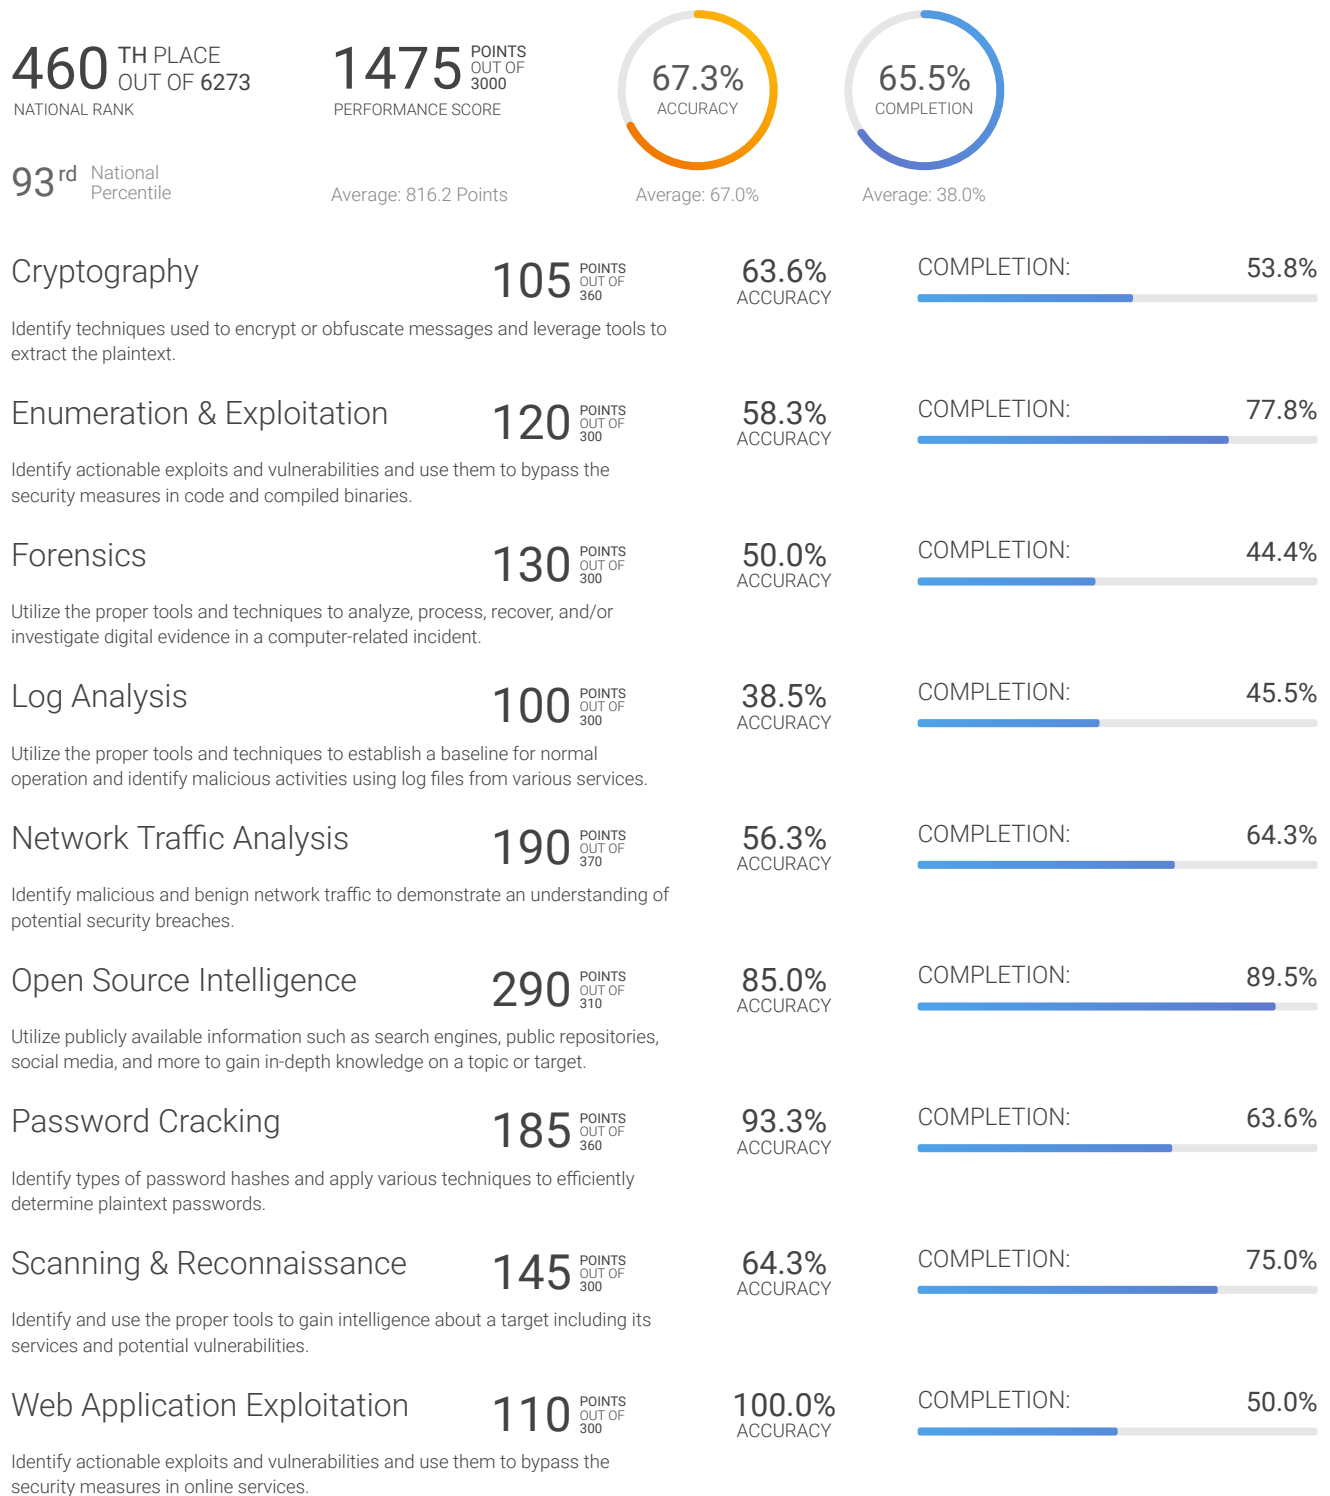 460 TH PLACE
OUT OF 6273
NATIONAL RANK
1475 POINTS
OUT OF
3000
PERFORMANCE SCORE
67.3%
ACCURACY
65.5%
COMPLETION
93rd National
Percentile
Average: 816.2 Points
Average: 67.0%
Average: 38.0%
Cryptography
105 POINTS
OUT OF
360
63.6%
ACCURACY
COMPLETION: 53.8%
Identify techniques used to encrypt or obfuscate messages and leverage tools to
extract the plaintext.
Enumeration & Exploitation
120 POINTS
OUT OF
300
58.3%
ACCURACY
COMPLETION: 77.8%
Identify actionable exploits and vulnerabilities and use them to bypass the
security measures in code and compiled binaries.
Forensics
130 POINTS
OUT OF
300
50.0%
ACCURACY
COMPLETION: 44.4%
Utilize the proper tools and techniques to analyze, process, recover, and/or
investigate digital evidence in a computer-related incident.
Log Analysis
100 POINTS
OUT OF
300
38.5%
ACCURACY
COMPLETION: 45.5%
Utilize the proper tools and techniques to establish a baseline for normal
operation and identify malicious activities using log files from various services.
Network Traffic Analysis
190 POINTS
OUT OF
370
56.3%
ACCURACY
COMPLETION: 64.3%
Identify malicious and benign network traffic to demonstrate an understanding of
potential security breaches.
Open Source Intelligence
290 POINTS
OUT OF
310
85.0%
ACCURACY
COMPLETION: 89.5%
Utilize publicly available information such as search engines, public repositories,
social media, and more to gain in-depth knowledge on a topic or target.
Password Cracking
185 POINTS
OUT OF
360
93.3%
ACCURACY
COMPLETION: 63.6%
Identify types of password hashes and apply various techniques to efficiently
determine plaintext passwords.
Scanning & Reconnaissance
145 POINTS
OUT OF
300
64.3%
ACCURACY
COMPLETION: 75.0%
Identify and use the proper tools to gain intelligence about a target including its
services and potential vulnerabilities.
Web Application Exploitation
110 POINTS
OUT OF
300
100.0%
ACCURACY
COMPLETION: 50.0%
Identify actionable exploits and vulnerabilities and use them to bypass the
security measures in online services.